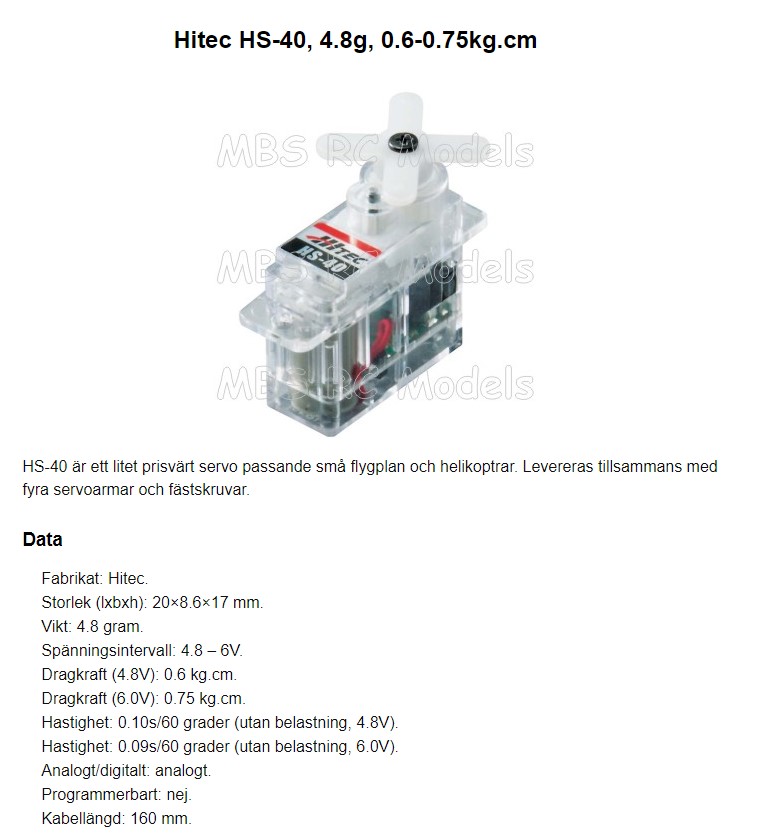 Hitec HS-40, 4.8g, 0.6-0.75kg.cm
MBS RC Models
HITEC
HS-40
MBS RC Models
MBS RC Models
HS-40 är ett litet prisvärt servo passande små flygplan och helikoptrar. Levereras tillsammans med
fyra servoarmar och fästskruvar.
Data
Fabrikat: Hitec.
Storlek (lxbxh): 20×8.6×17 mm.
Vikt: 4.8 gram.
Spänningsintervall: 4.8 – 6V.
Dragkraft (4.8V): 0.6 kg.cm.
Dragkraft (6.0V): 0.75 kg.cm.
Hastighet: 0.10s/60 grader (utan belastning, 4.8V).
Hastighet: 0.09s/60 grader (utan belastning, 6.0V).
Analogt/digitalt: analogt.
Programmerbart: nej.
Kabellängd: 160 mm.